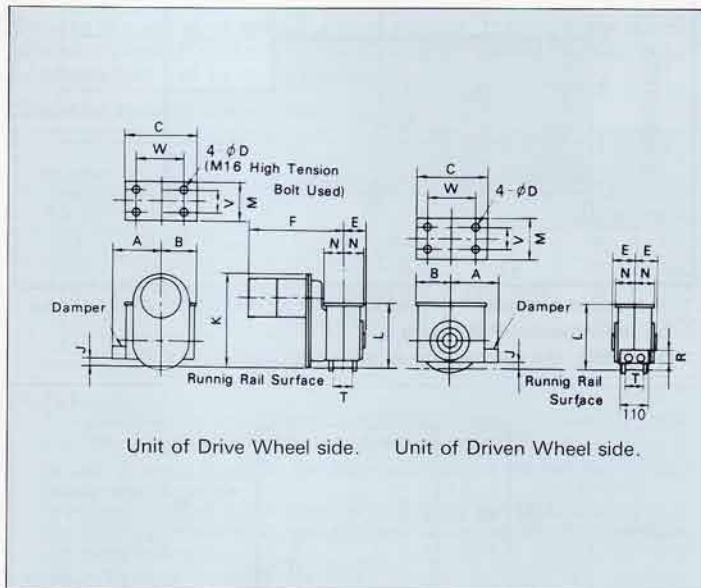 C
W
4-φD
(M16 High Tension
Bolt Used)
V
M
F
E
N
N
A
B
Damper
K
J
L
Runnig Rail Surface
T
C
W
4-φD
V
M
B
A
Damper
J
E
E
N
N
L
R
Runnig Rail
Surface
T
110
Unit of Drive Wheel side.
Unit of Driven Wheel side.